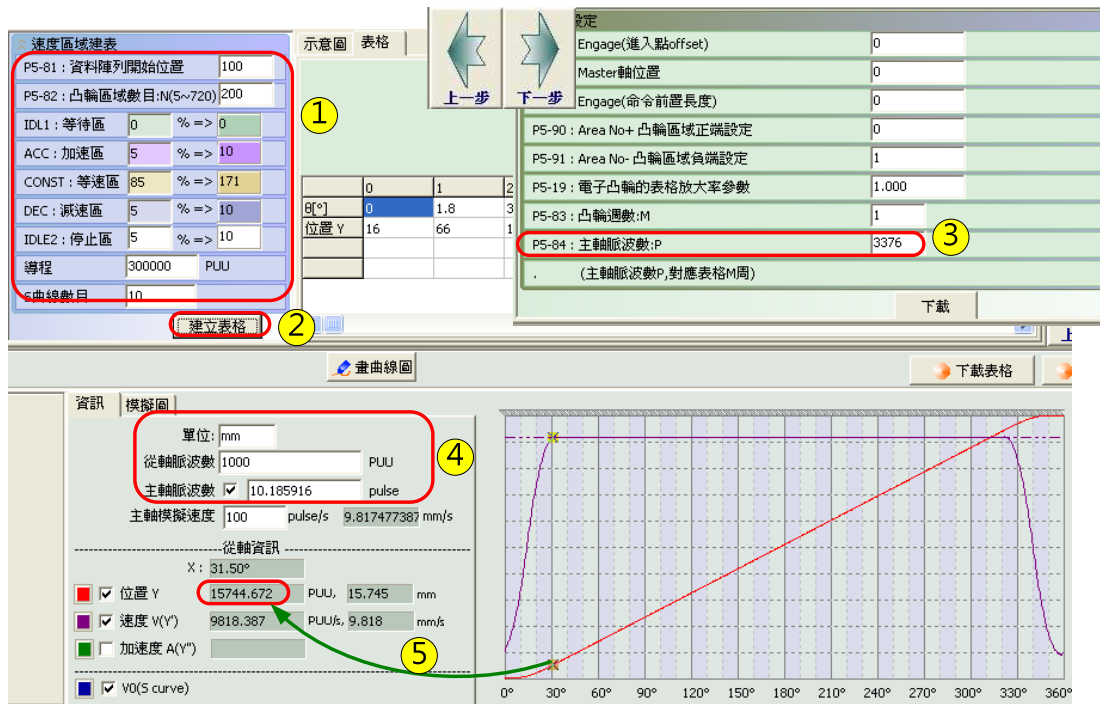 速度區域建表
P5-81：資料陣列開始位置 100
P5-82：凸輪區域數目:N(5~720) 200
IDL1：等待區 0 % => 0
ACC：加速區 5 % => 10
CONST：等速區 85 % => 171
DEC：減速區 5 % => 10
IDLE2：停止區 5 % => 10
導程 300000 PUU
S曲線數目 10
建立表格
1
2
示意圖 表格
0 1 2
θ[°] 0 1.8 3
位置 Y 16 66 1
上一步 下一步
設定
Engage(進入點offset) 0
Master軸位置 0
Engage(命令前置長度) 0
P5-90：Area No+ 凸輪區域正端設定 0
P5-91：Area No- 凸輪區域負端設定 1
P5-19：電子凸輪的表格放大率參數 1.000
P5-83：凸輪週數:M 1
P5-84：主軸脈波數:P 3376
3
. (主軸脈波數P,對應表格M周)
下載
上
畫曲線圖 下載表格
資訊 模擬圖
單位: mm
從軸脈波數 1000 PUU
4
主軸脈波數 10.185916 pulse
主軸模擬速度 100 pulse/s 9.817477387 mm/s
從軸資訊
X : 31.50°
位置 Y 15744.672 PUU, 15.745 mm
速度 V(Y') 9818.387 PUU/s, 9.818 mm/s
加速度 A(Y")
5
V0(S curve)
0° 30° 60° 90° 120° 150° 180° 210° 240° 270° 300° 330° 360°